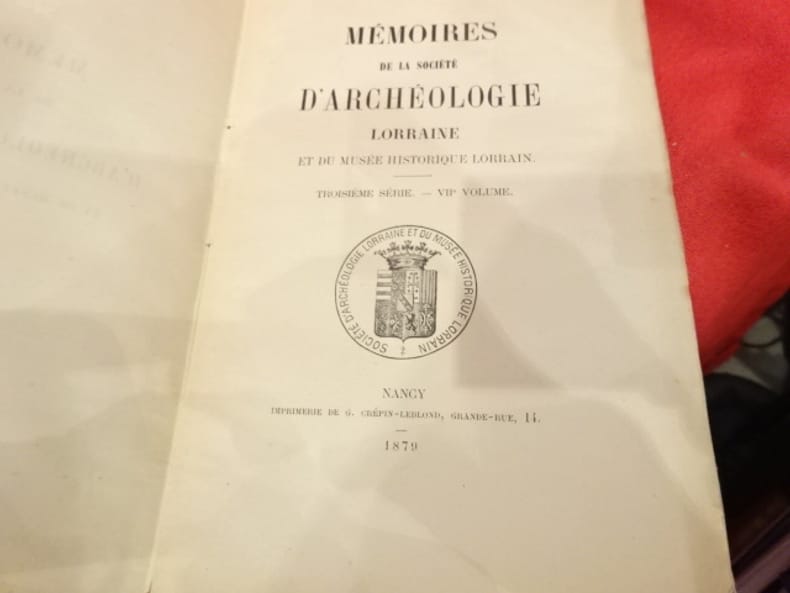 MÉMOIRES
DE LA SOCIÉTÉ
D'ARCHÉOLOGIE
LORRAINE
ET DU MUSÉE HISTORIQUE LORRAIN.
TROISIÈME SÉRIE. — VIIe VOLUME.
SOCIÉTÉ D'ARCHÉOLOGIE LORRAINE ET DU MUSÉE HISTORIQUE LORRAIN
NANCY
IMPRIMERIE DE G. CRÉPIN-LEBLOND, GRANDE-RUE, 14.
1879